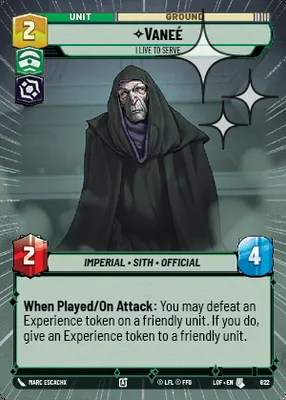 UNIT
GROUND
2
Vaneé
I LIVE TO SERVE
2
4
IMPERIAL • SITH • OFFICIAL
When Played/On Attack: You may defeat an
Experience token on a friendly unit. If you do,
give an Experience token to a friendly unit.
MARC ESCACHX
© LFL © FFG
LOF • EN
622